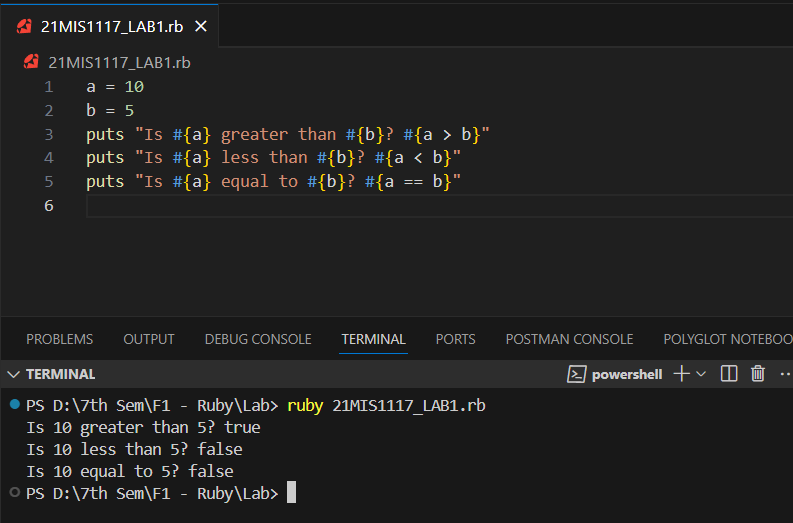 21MIS1117_LAB1.rb
21MIS1117_LAB1.rb
1 a = 10
2 b = 5
3 puts "Is #{a} greater than #{b}? #{a > b}"
4 puts "Is #{a} less than #{b}? #{a < b}"
5 puts "Is #{a} equal to #{b}? #{a == b}"
6
PROBLEMS OUTPUT DEBUG CONSOLE TERMINAL PORTS POSTMAN CONSOLE POLYGLOT NOTEBOO
TERMINAL powershell
PS D:\7th Sem\F1 - Ruby\Lab> ruby 21MIS1117_LAB1.rb
Is 10 greater than 5? true
Is 10 less than 5? false
Is 10 equal to 5? false
PS D:\7th Sem\F1 - Ruby\Lab>